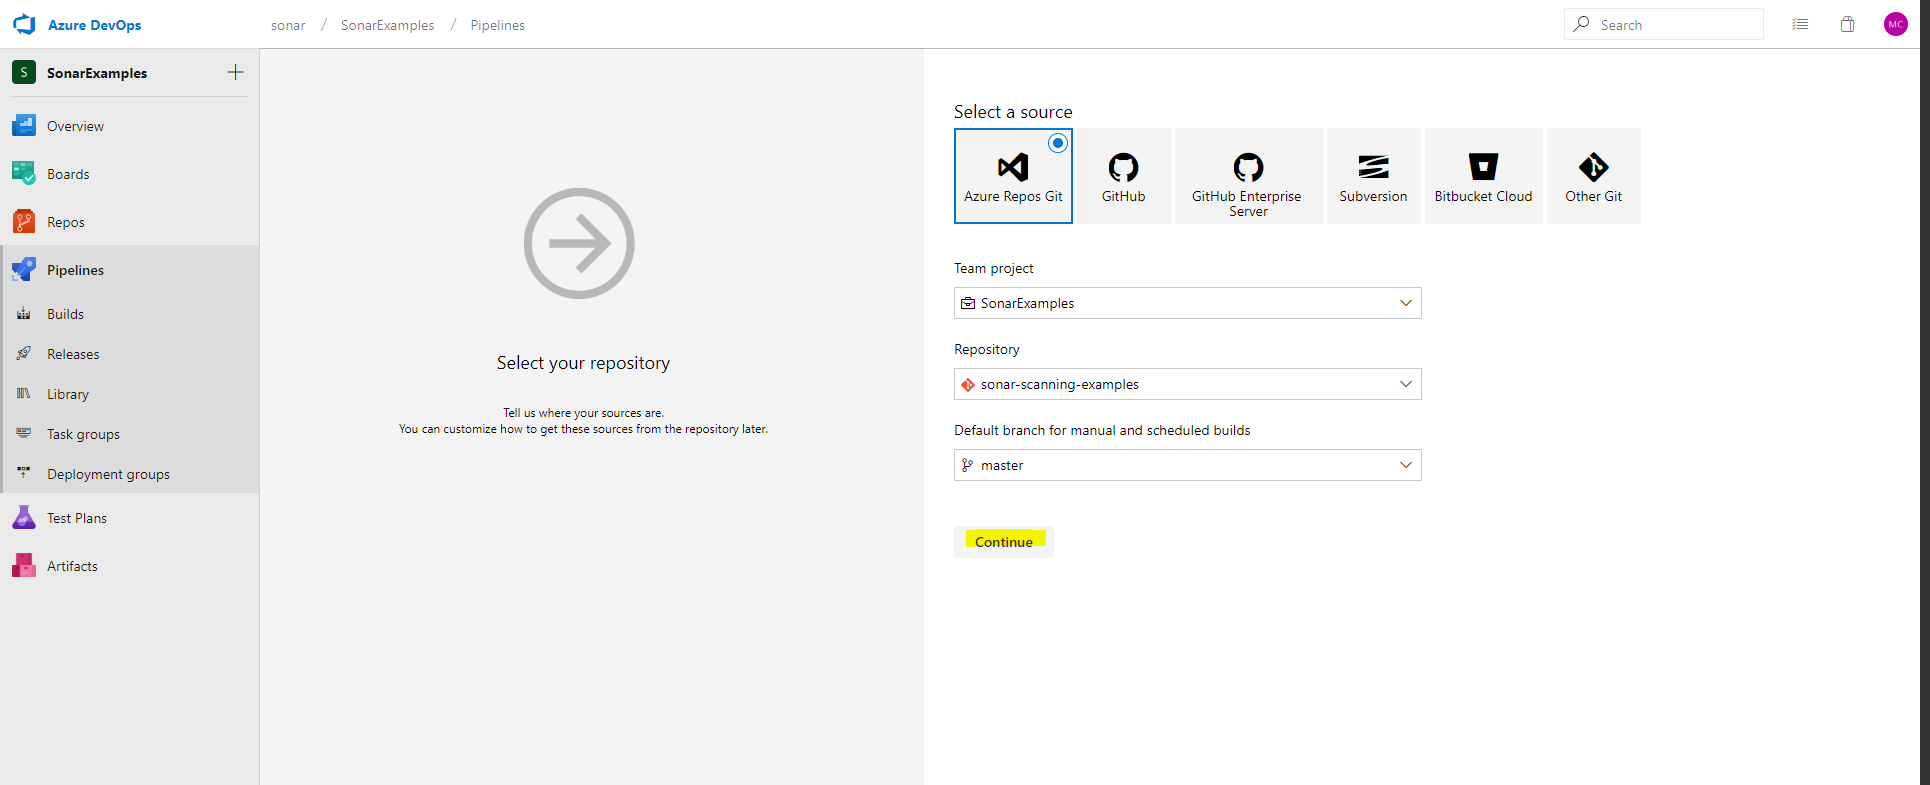 Azure DevOps
sonar / SonarExamples / Pipelines
Search
MC
S SonarExamples
Overview
Boards
Repos
Pipelines
Builds
Releases
Library
Task groups
Deployment groups
Test Plans
Artifacts
Select your repository
Tell us where your sources are.
You can customize how to get these sources from the repository later.
Select a source
Azure Repos Git
GitHub
GitHub Enterprise
Server
Subversion
Bitbucket Cloud
Other Git
Team project
SonarExamples
Repository
sonar-scanning-examples
Default branch for manual and scheduled builds
master
Continue